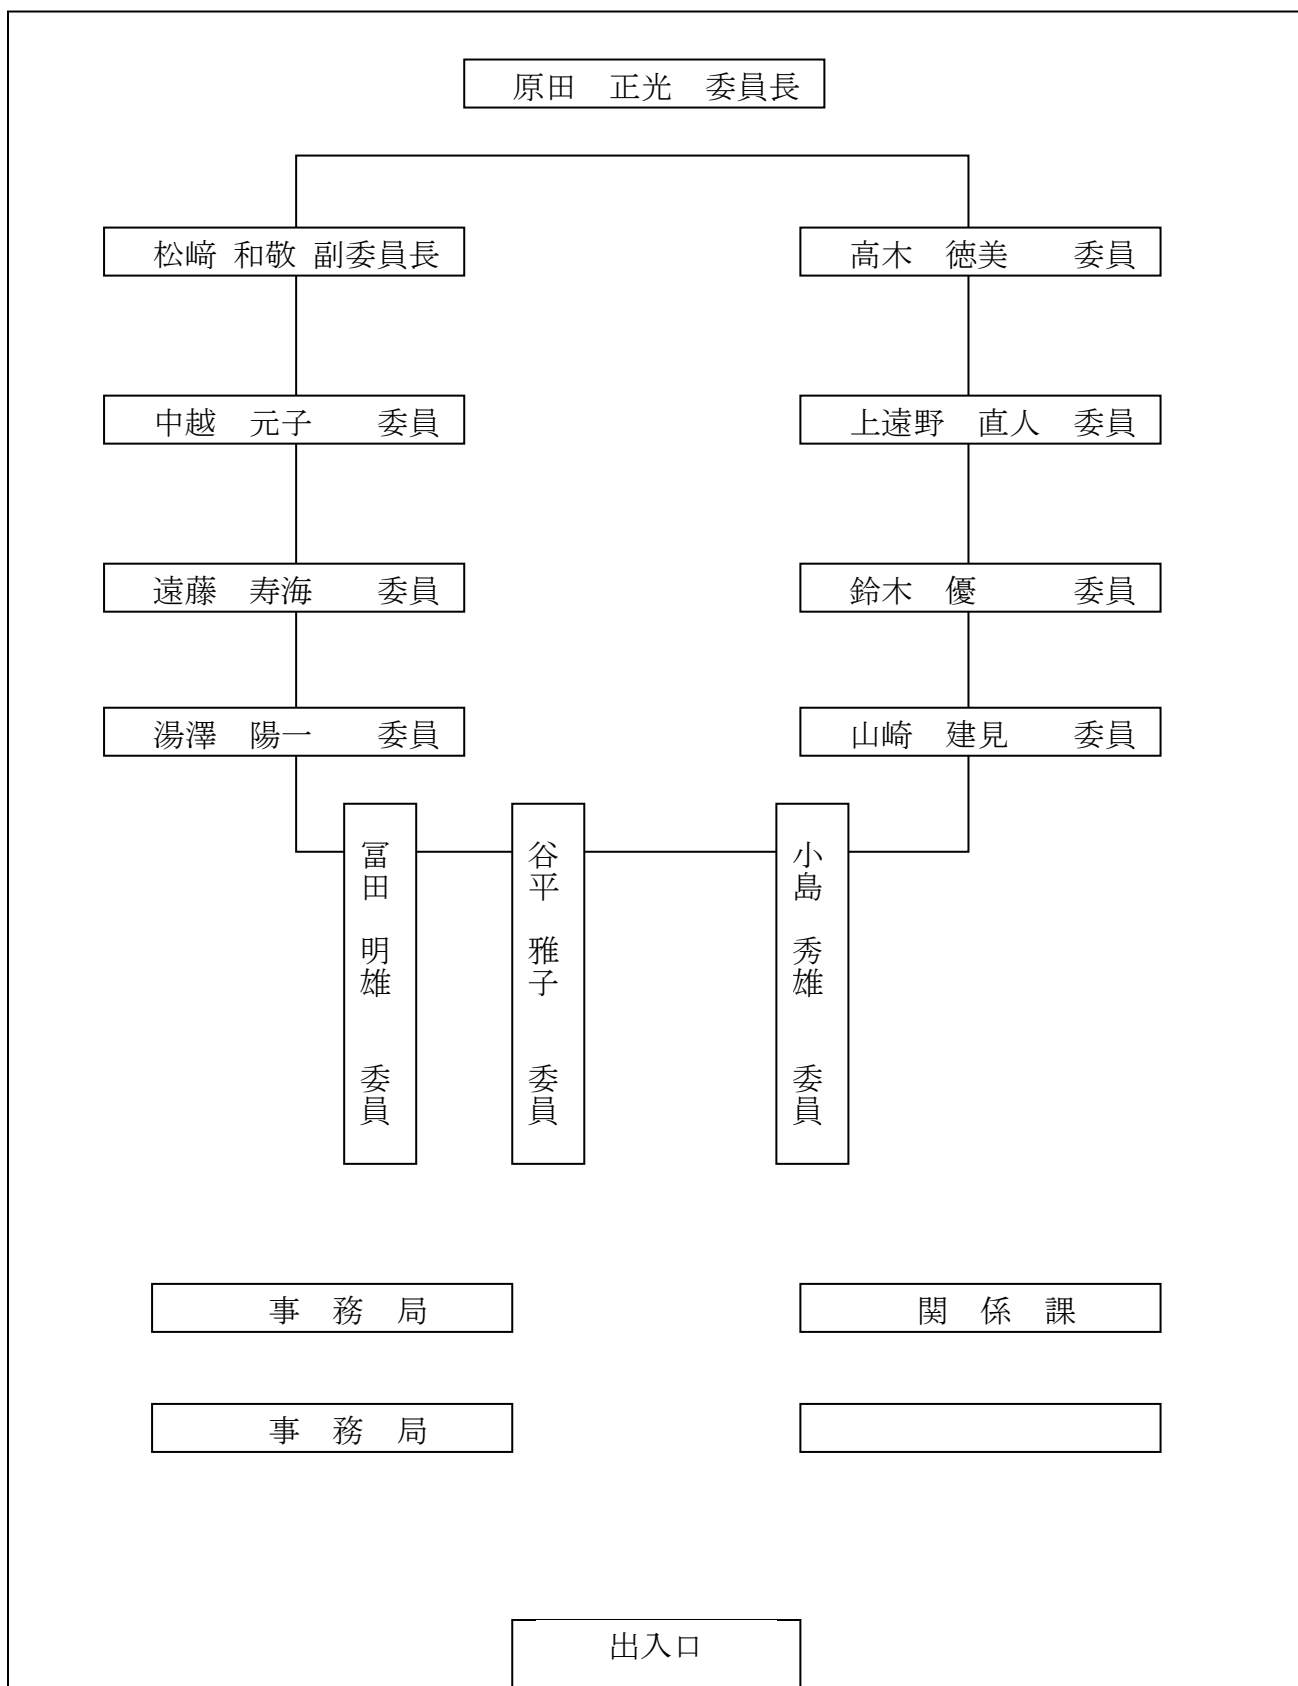 原田　正光　委員長
松﨑 和敬 副委員長
高木　徳美　　委員
中越　元子　　委員
上遠野　直人　委員
遠藤　寿海　　委員
鈴木　優　　　委員
湯澤　陽一　　委員
山崎　建見　　委員
冨田　明雄　　委員
谷平　雅子　　委員
小島　秀雄　　委員
事　務　局
関　係　課
事　務　局
出入口